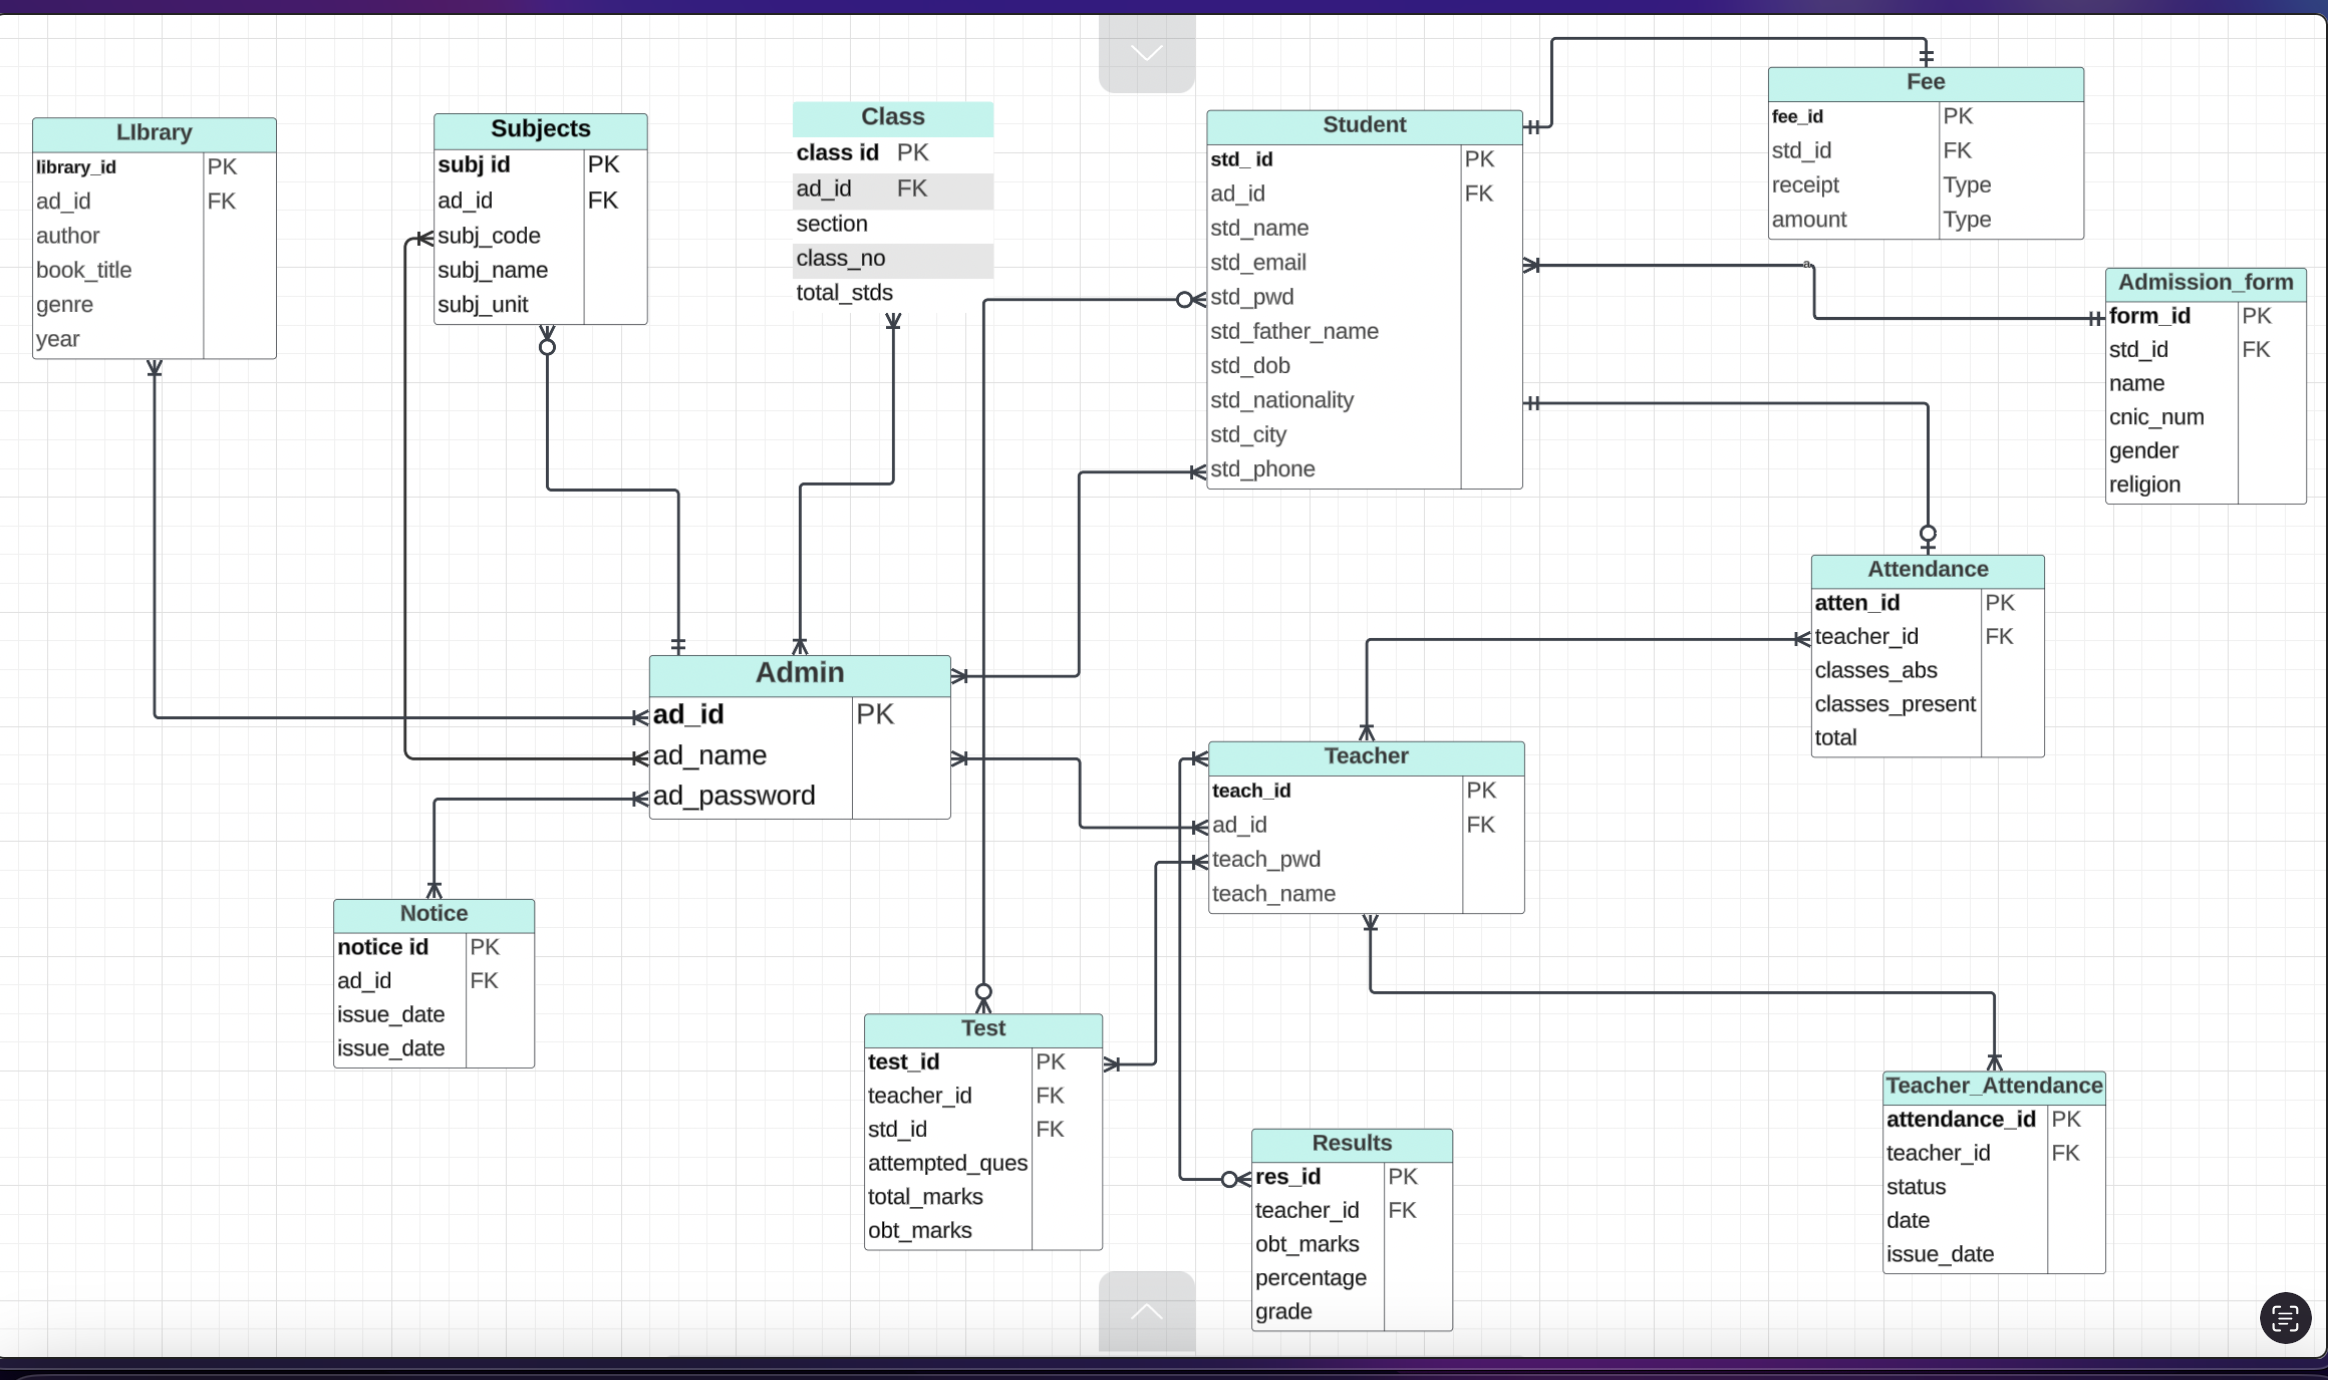 LIbrary
library_id PK
ad_id FK
author
book_title
genre
year
Subjects
subj id PK
ad_id FK
subj_code
subj_name
subj_unit
Class
class id PK
ad_id FK
section
class_no
total_stds
Student
std_ id PK
ad_id FK
std_name
std_email
std_pwd
std_father_name
std_dob
std_nationality
std_city
std_phone
Fee
fee_id PK
std_id FK
receipt Type
amount Type
Admission_form
form_id PK
std_id FK
name
cnic_num
gender
religion
Attendance
atten_id PK
teacher_id FK
classes_abs
classes_present
total
Admin
ad_id PK
ad_name
ad_password
Teacher
teach_id PK
ad_id FK
teach_pwd
teach_name
Notice
notice id PK
ad_id FK
issue_date
issue_date
Test
test_id PK
teacher_id FK
std_id FK
attempted_ques
total_marks
obt_marks
Results
res_id PK
teacher_id FK
obt_marks
percentage
grade
Teacher_Attendance
attendance_id PK
teacher_id FK
status
date
issue_date